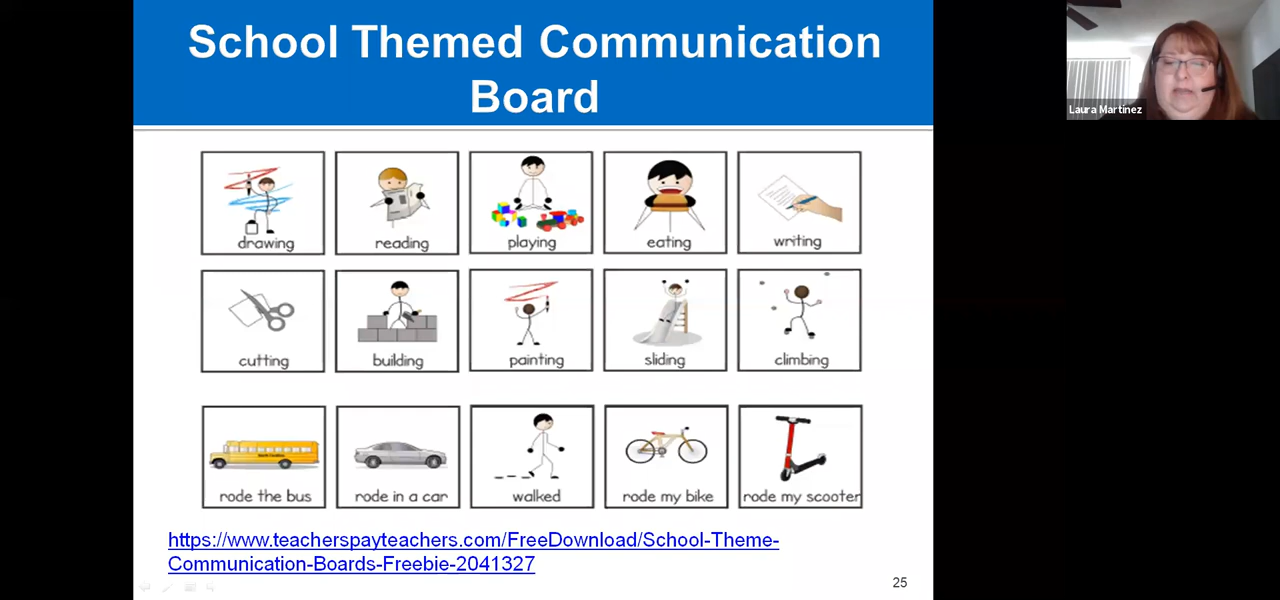 School Themed Communication
Board
Laura Martinez
drawing
reading
playing
eating
writing
cutting
building
painting
sliding
climbing
rode the bus
rode in a car
walked
rode my bike
rode my scooter
https://www.teacherspayteachers.com/FreeDownload/School-Theme-
Communication-Boards-Freebie-2041327
25